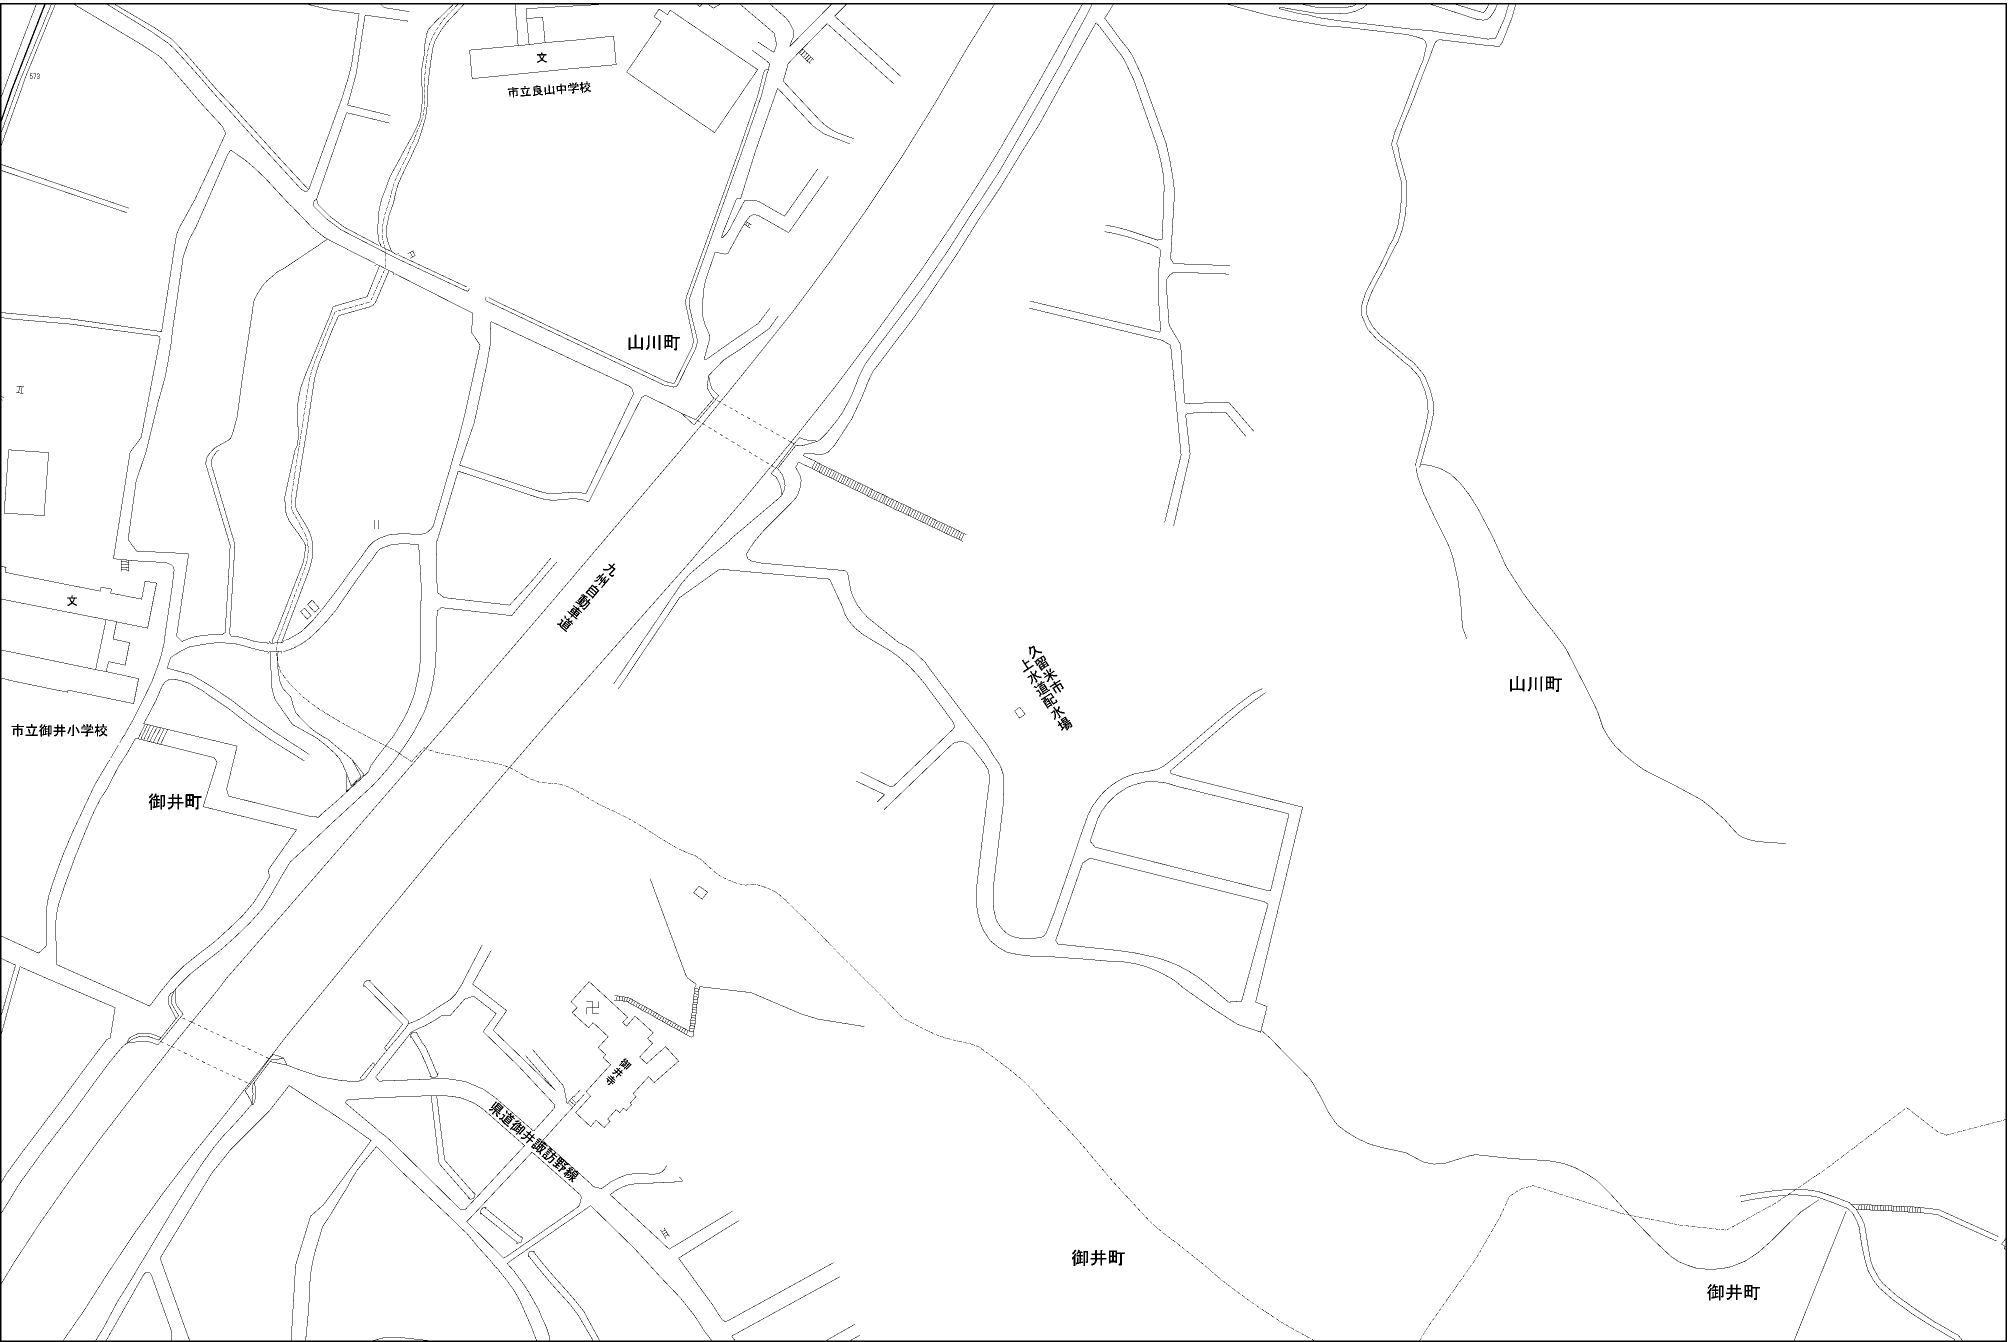 文
573
市立良山中学校
山川町
九州自動車道
文
久留米市
上水道配水場
山川町
市立御井小学校
御井町
卍
御井寺
県道御井諏訪野線
御井町
御井町